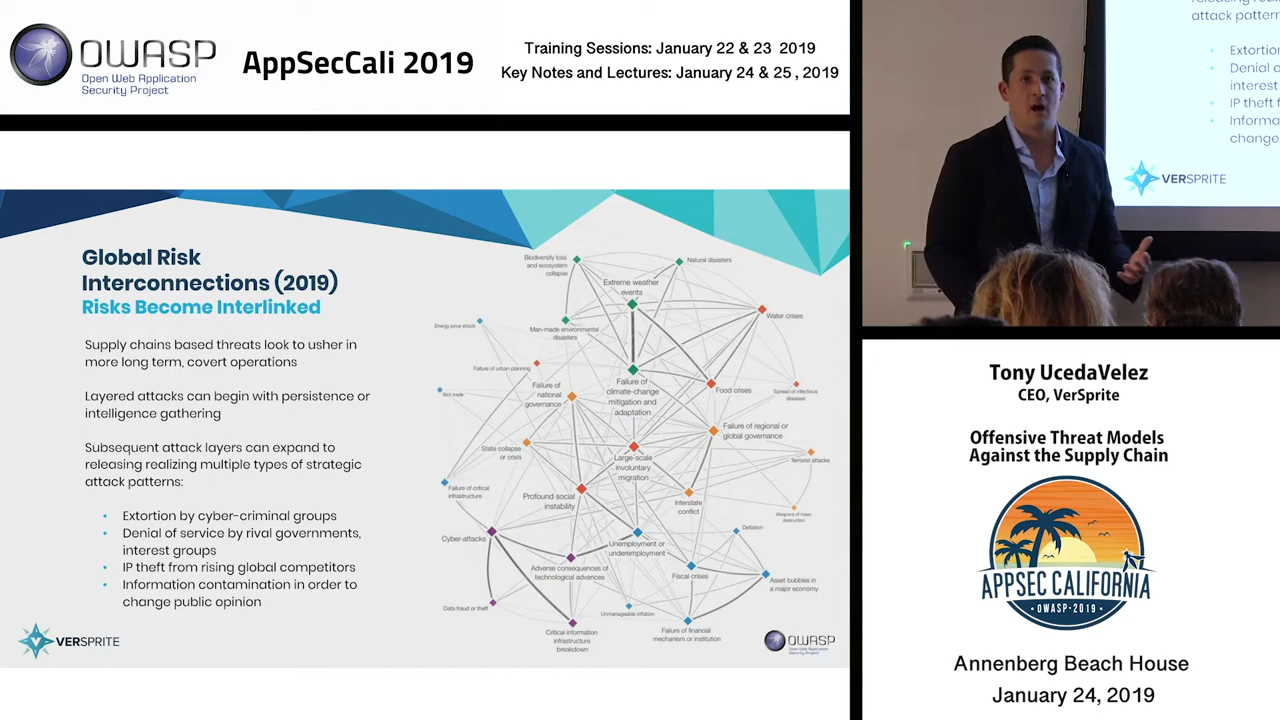 OWASP
Open Web Application
Security Project
AppSecCali 2019
Training Sessions: January 22 & 23 2019
Key Notes and Lectures: January 24 & 25 , 2019
Global Risk
Interconnections (2019)
Risks Become Interlinked
Supply chains based threats look to usher in
more long term, covert operations
Layered attacks can begin with persistence or
intelligence gathering
Subsequent attack layers can expand to
releasing realizing multiple types of strategic
attack patterns:
• Extortion by cyber-criminal groups
• Denial of service by rival governments,
interest groups
• IP theft from rising global competitors
• Information contamination in order to
change public opinion
VERSPRITE
Biodiversity loss
and ecosystem
collapse
Natural disasters
Extreme weather
events
Water crises
Energy price shock
Man-made environmental
disasters
Failure of urban planning
Failure of
climate-change
mitigation and
adaptation
Food crises
Spread of infectious
diseases
Illicit trade
Failure of
national
governance
Failure of regional or
global governance
State collapse
or crisis
Large-scale
involuntary
migration
Terrorist attacks
Failure of critical
infrastructure
Profound social
instability
Interstate
conflict
Weapons of mass
destruction
Cyber-attacks
Unemployment or
underemployment
Deflation
Adverse consequences of
technological advances
Fiscal crises
Asset bubbles in
a major economy
Data fraud or theft
Unmanageable inflation
Critical information
infrastructure
breakdown
Failure of financial
mechanism or institution
OWASP
Open Web Application
Security Project
attack pattern
• Extortio
• Denial o
interest
• IP theft f
• Informa
change
VERSPRITE
Tony UcedaVelez
CEO, VerSprite
Offensive Threat Models
Against the Supply Chain
APPSEC CALIFORNIA
• OWASP-2019 •
Annenberg Beach House
January 24, 2019